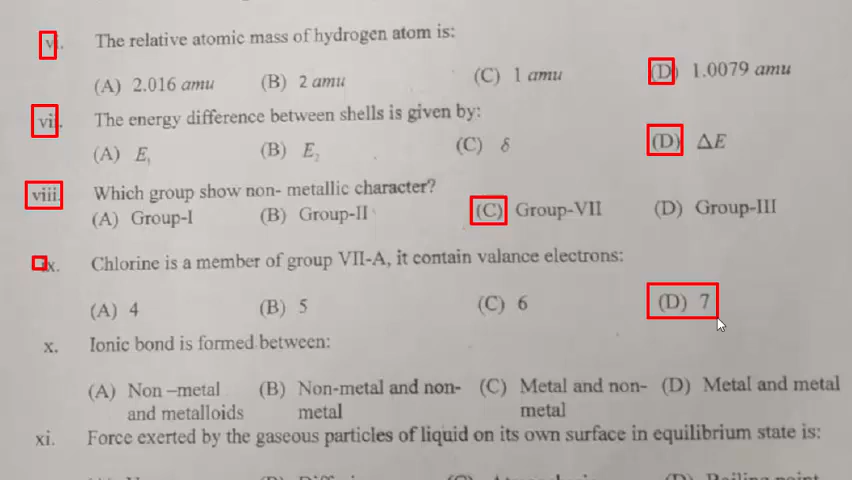 vi. The relative atomic mass of hydrogen atom is:
(A) 2.016 amu (B) 2 amu (C) 1 amu (D) 1.0079 amu
vii. The energy difference between shells is given by:
(A) E₁ (B) E₂ (C) δ (D) ΔE
viii. Which group show non- metallic character?
(A) Group-I (B) Group-II (C) Group-VII (D) Group-III
ix. Chlorine is a member of group VII-A, it contain valance electrons:
(A) 4 (B) 5 (C) 6 (D) 7
x. Ionic bond is formed between:
(A) Non –metal (B) Non-metal and non- (C) Metal and non- (D) Metal and metal
and metalloids metal metal
xi. Force exerted by the gaseous particles of liquid on its own surface in equilibrium state is: